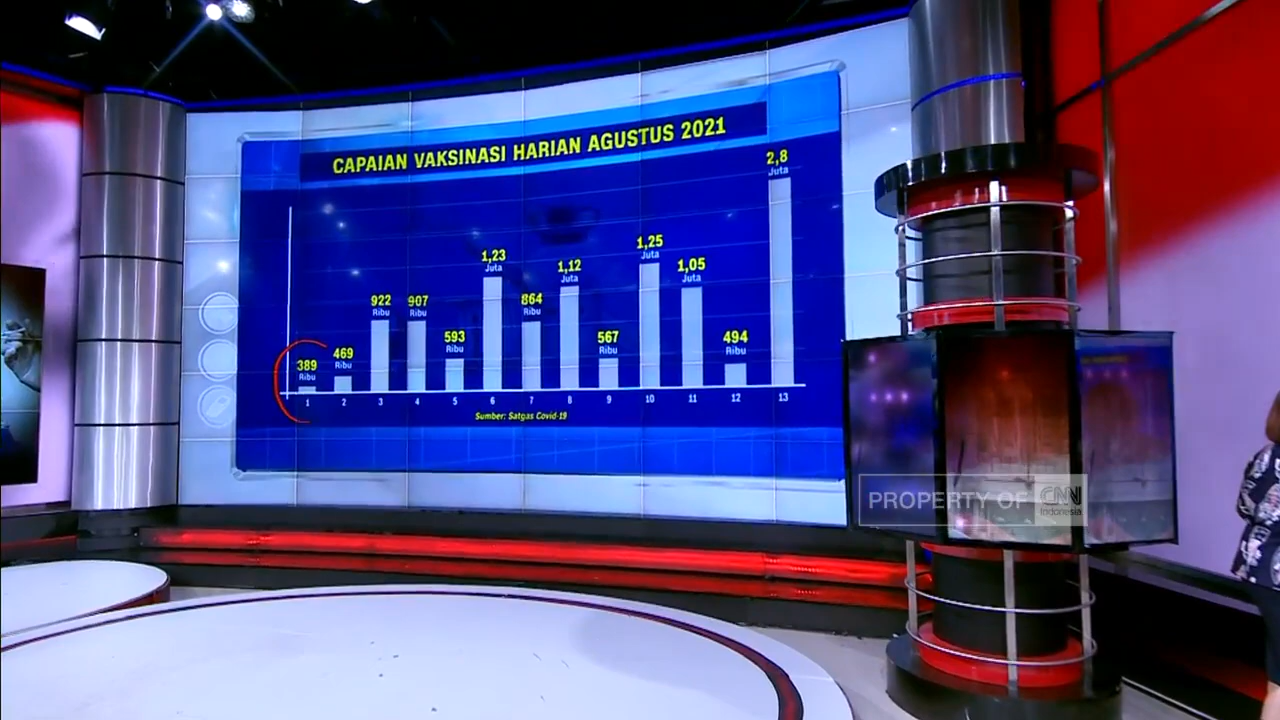 CAPAIAN VAKSINASI HARIAN AGUSTUS 2021
389
Ribu
469
Ribu
922
Ribu
907
Ribu
593
Ribu
1,23
Juta
864
Ribu
1,12
Juta
567
Ribu
1,25
Juta
1,05
Juta
494
Ribu
2,8
Juta
1 2 3 4 5 6 7 8 9 10 11 12 13
Sumber: Satgas Covid-19
PROPERTY OF CNN
Indonesia